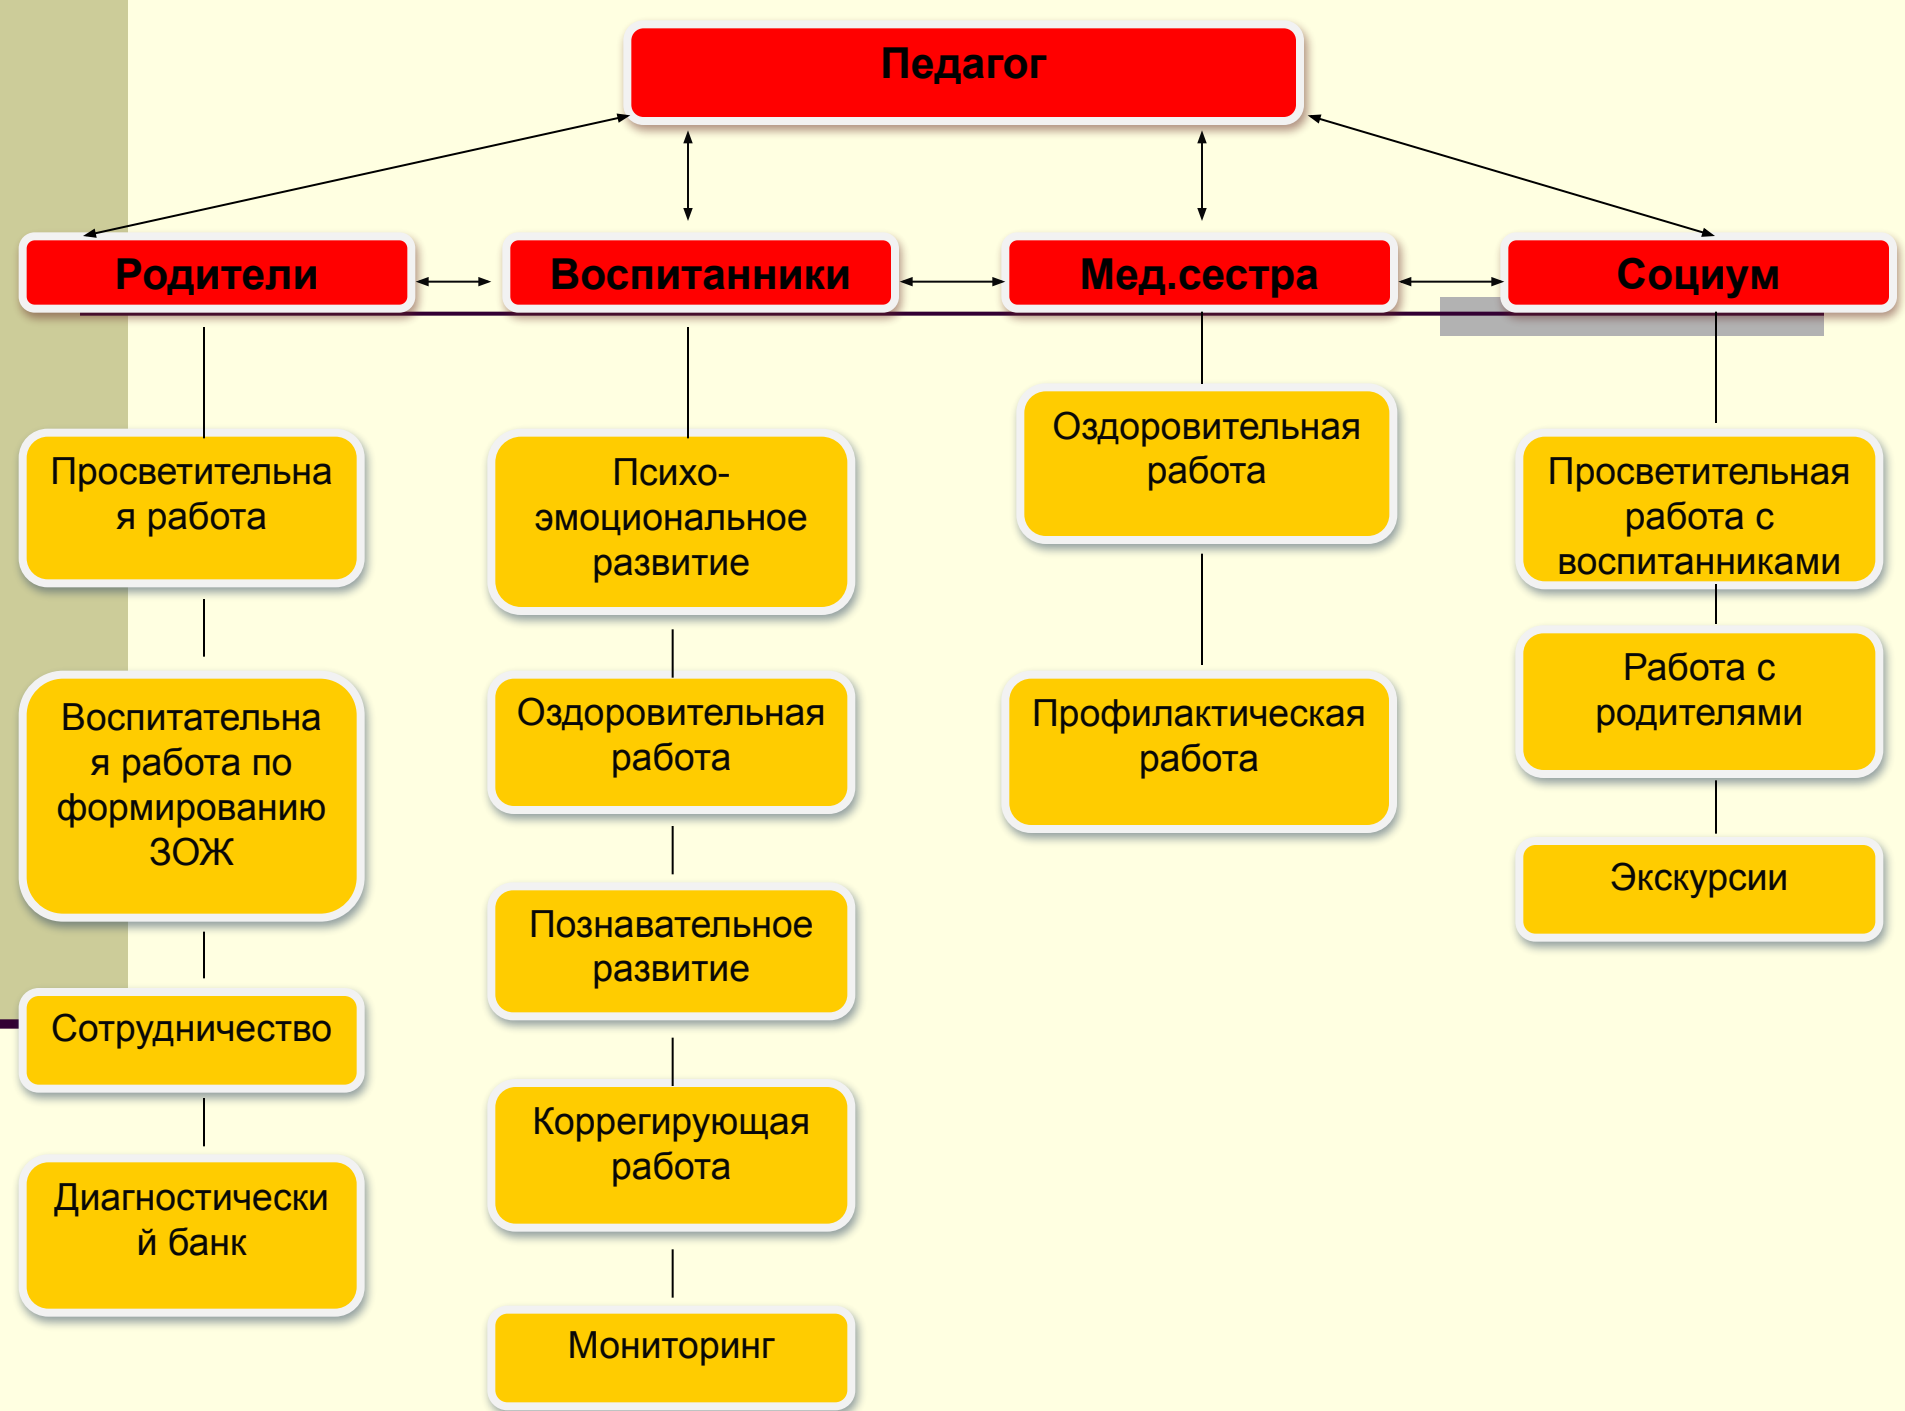 Педагог
Родители
Воспитанники
Мед.сестра
Социум
Просветительна
я работа
Воспитательна
я работа по
формированию
ЗОЖ
Сотрудничество
Диагностически
й банк
Психо-
эмоциональное
развитие
Оздоровительная
работа
Познавательное
развитие
Коррегирующая
работа
Мониторинг
Оздоровительная
работа
Профилактическая
работа
Просветительная
работа с
воспитанниками
Работа с
родителями
Экскурсии